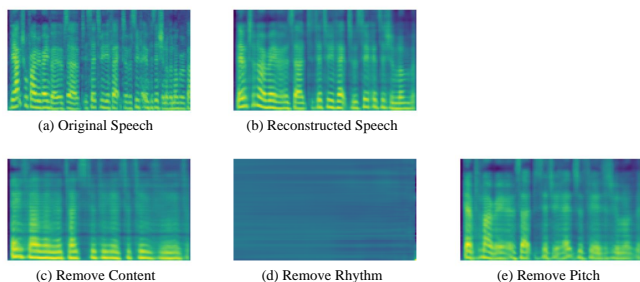 (a) Original Speech
(b) Reconstructed Speech
(c) Remove Content
(d) Remove Rhythm
(e) Remove Pitch